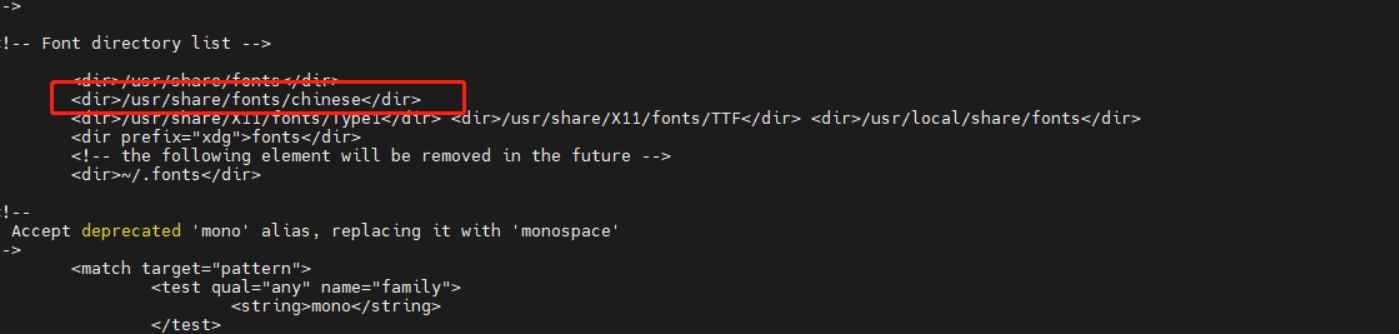 ->
!-- Font directory list -->
<dir>/usr/share/fonts</dir>
<dir>/usr/share/fonts/chinese</dir>
<dir>/usr/share/X11/fonts/Type1</dir> <dir>/usr/share/X11/fonts/TTF</dir> <dir>/usr/local/share/fonts</dir>
<dir prefix="xdg">fonts</dir>
<!-- the following element will be removed in the future -->
<dir>~/.fonts</dir>
!--
Accept deprecated 'mono' alias, replacing it with 'monospace'
->
<match target="pattern">
<test qual="any" name="family">
<string>mono</string>
</test>